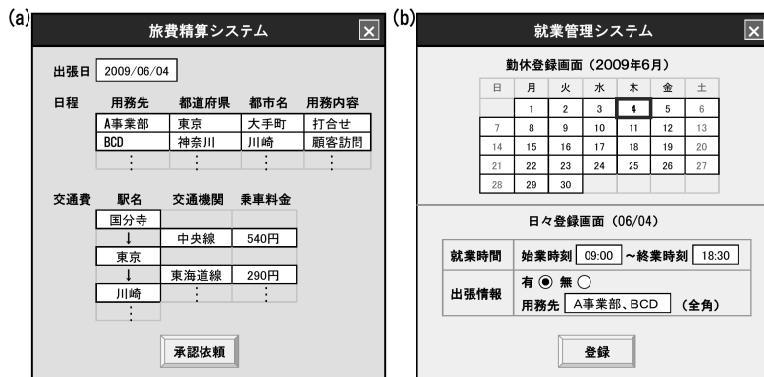 (a)
旅費精算システム ×
出張日 2009/06/04
日程 用務先 都道府県 都市名 用務内容
A事業部 東京 大手町 打合せ
BCD 神奈川 川崎 顧客訪問
: : : :
交通費 駅名 交通機関 乗車料金
国分寺
↓ 中央線 540円
東京
↓ 東海道線 290円
川崎 : :
:
承認依頼
(b)
就業管理システム ×
勤休登録画面(2009年6月)
日 月 火 水 木 金 土
1 2 3 4 5 6
7 8 9 10 11 12 13
14 15 16 17 18 19 20
21 22 23 24 25 26 27
28 29 30
日々登録画面(06/04)
就業時間 始業時刻 09:00 ~終業時刻 18:30
出張情報 有 ◉ 無 ○
用務先 A事業部、BCD (全角)
登録